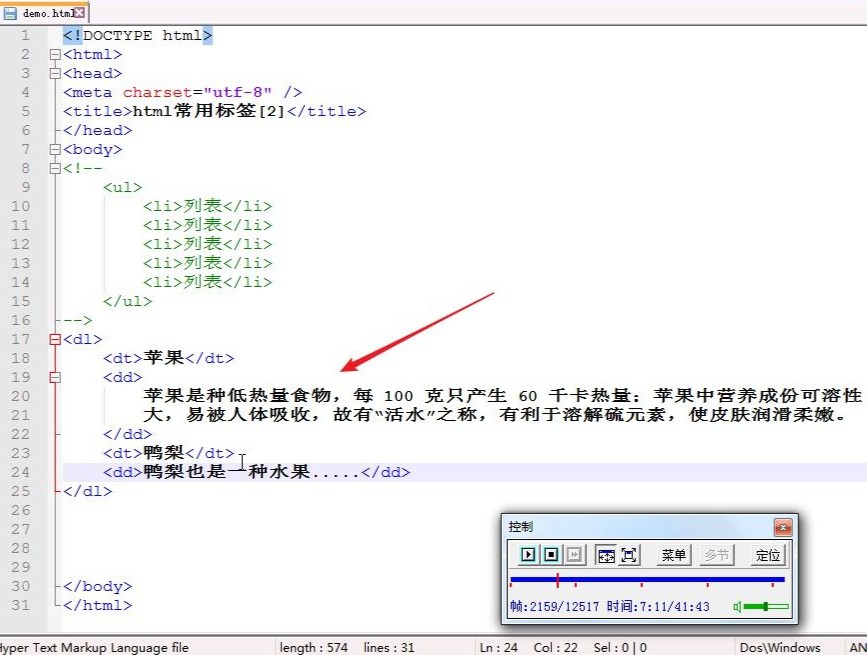 demo.html
1 <!DOCTYPE html>
2 <html>
3 <head>
4 <meta charset="utf-8" />
5 <title>html常用标签[2]</title>
6 </head>
7 <body>
8 <!--
9 <ul>
10 <li>列表</li>
11 <li>列表</li>
12 <li>列表</li>
13 <li>列表</li>
14 <li>列表</li>
15 </ul>
16 -->
17 <dl>
18 <dt>苹果</dt>
19 <dd>
20 苹果是种低热量食物，每 100 克只产生 60 千卡热量；苹果中营养成份可溶性
21 大，易被人体吸收，故有“活水”之称，有利于溶解硫元素，使皮肤润滑柔嫩。
22 </dd>
23 <dt>鸭梨</dt>
24 <dd>鸭梨也是一种水果.....</dd>
25 </dl>
26
27
28
29
30 </body>
31 </html>
控制
菜单 多节 定位
帧:2159/12517 时间:7:11/41:43
Hyper Text Markup Language file length : 574 lines : 31 Ln : 24 Col : 22 Sel : 0 | 0 Dos\Windows AN